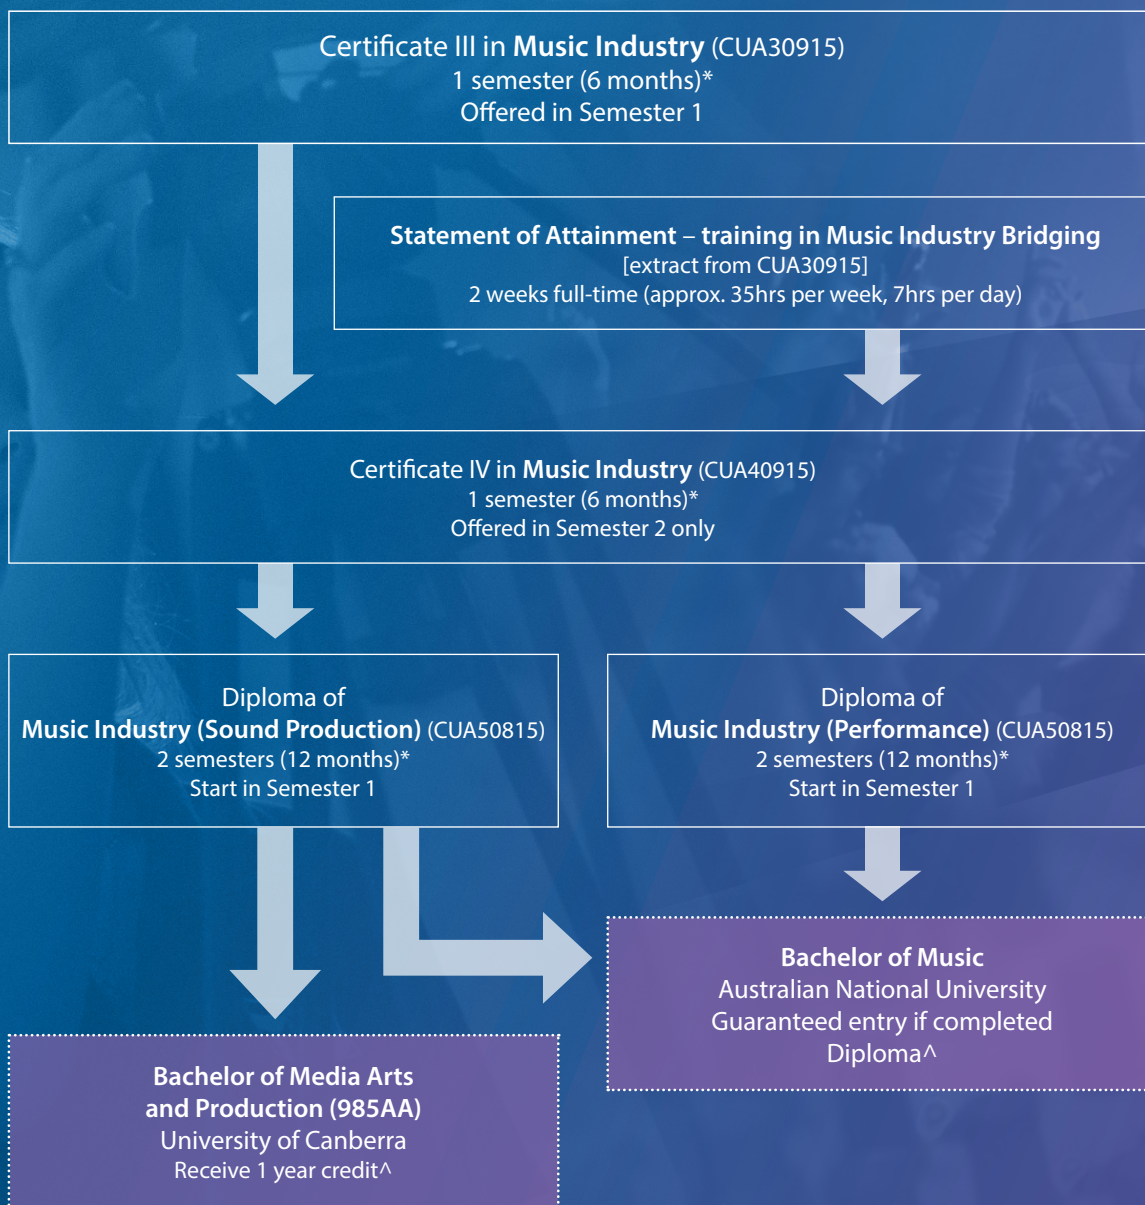 Certificate III in Music Industry (CUA30915)
1 semester (6 months)*
Offered in Semester 1
Statement of Attainment – training in Music Industry Bridging
[extract from CUA30915]
2 weeks full-time (approx. 35hrs per week, 7hrs per day)
Certificate IV in Music Industry (CUA40915)
1 semester (6 months)*
Offered in Semester 2 only
Diploma of
Music Industry (Sound Production) (CUA50815)
2 semesters (12 months)*
Start in Semester 1
Diploma of
Music Industry (Performance) (CUA50815)
2 semesters (12 months)*
Start in Semester 1
Bachelor of Music
Australian National University
Guaranteed entry if completed
Diploma^
Bachelor of Media Arts
and Production (985AA)
University of Canberra
Receive 1 year credit^